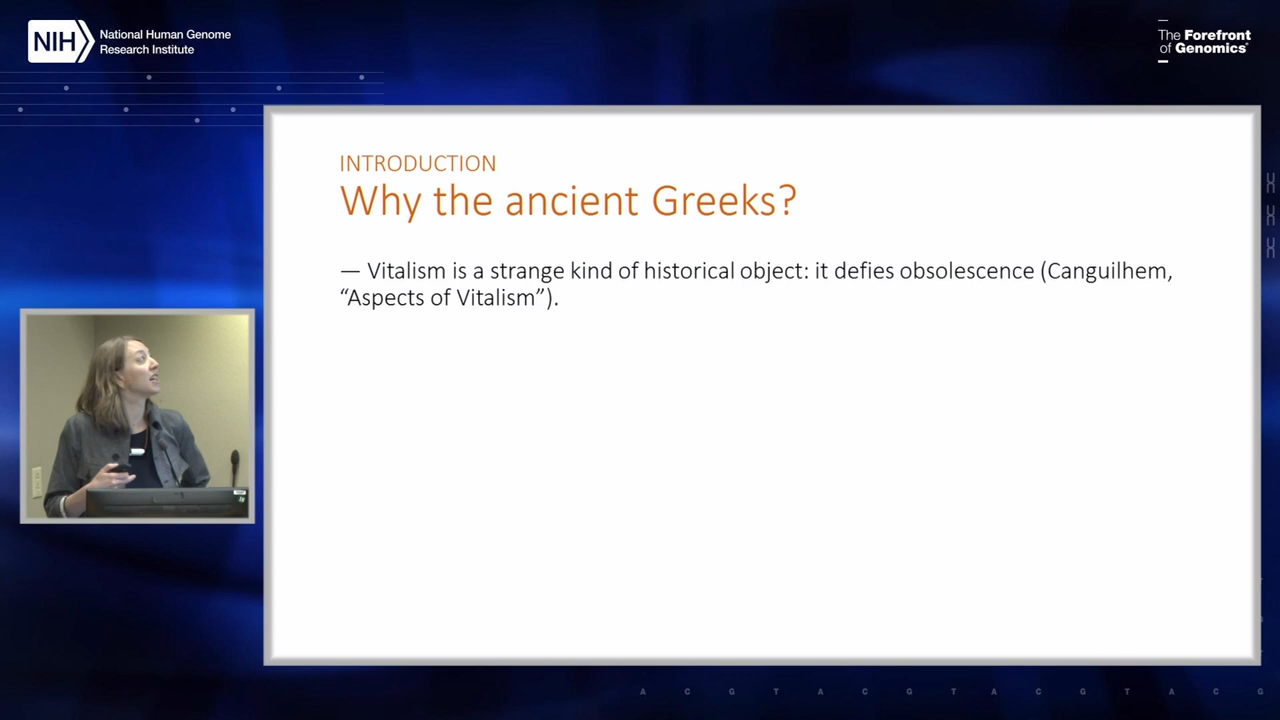 NIH
National Human Genome
Research Institute
The Forefront
of Genomics®
INTRODUCTION
Why the ancient Greeks?
— Vitalism is a strange kind of historical object: it defies obsolescence (Canguilhem,
“Aspects of Vitalism”).
A C G T A C G T A C G T A C G